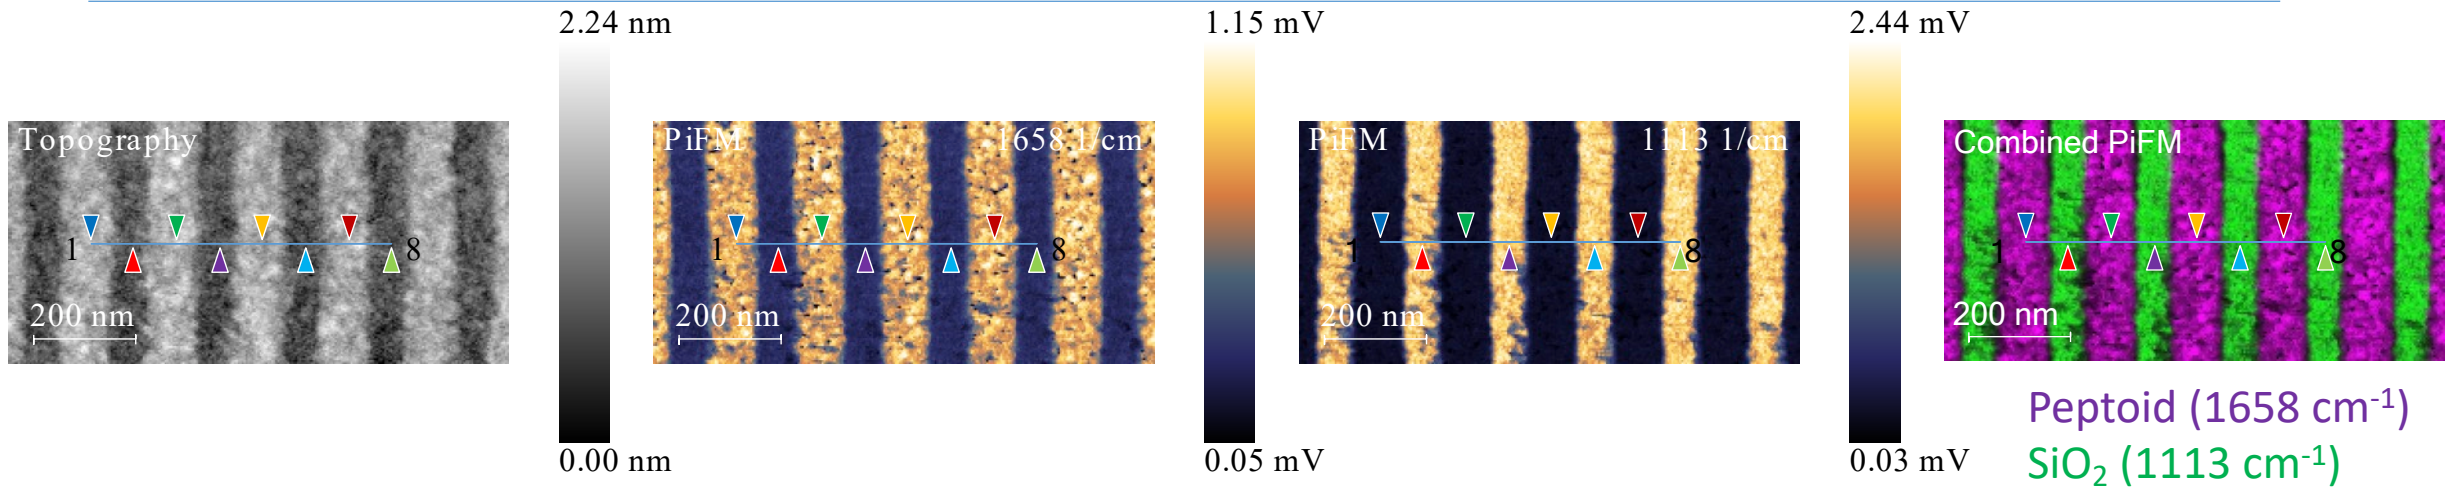 2.24 nm
1.15 mV
2.44 mV
Topography
PiFM
1658 1/cm
PiFM
1113 1/cm
Combined PiFM
1
8
1
8
1
8
1
8
200 nm
200 nm
200 nm
200 nm
0.00 nm
0.05 mV
0.03 mV
Peptoid (1658 cm⁻¹)
SiO₂ (1113 cm⁻¹)